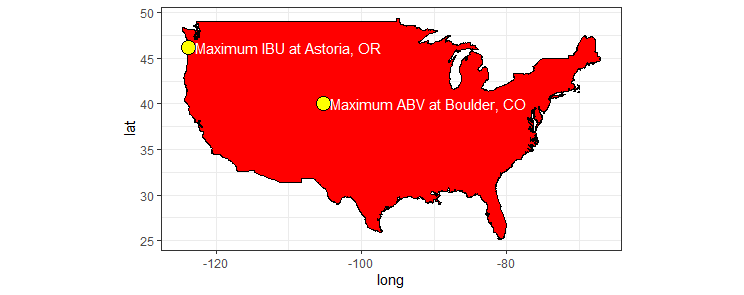 50
45
40
35
30
25
lat
Maximum IBU at Astoria, OR
Maximum ABV at Boulder, CO
-120
-100
-80
long